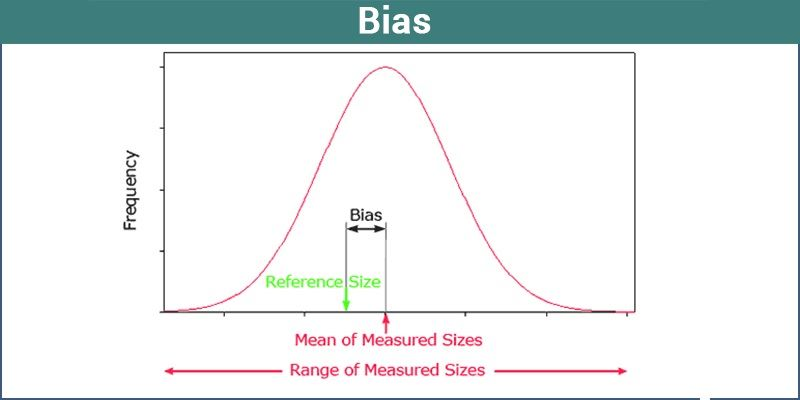 Bias
Frequency
Bias
Reference Size
Mean of Measured Sizes
Range of Measured Sizes